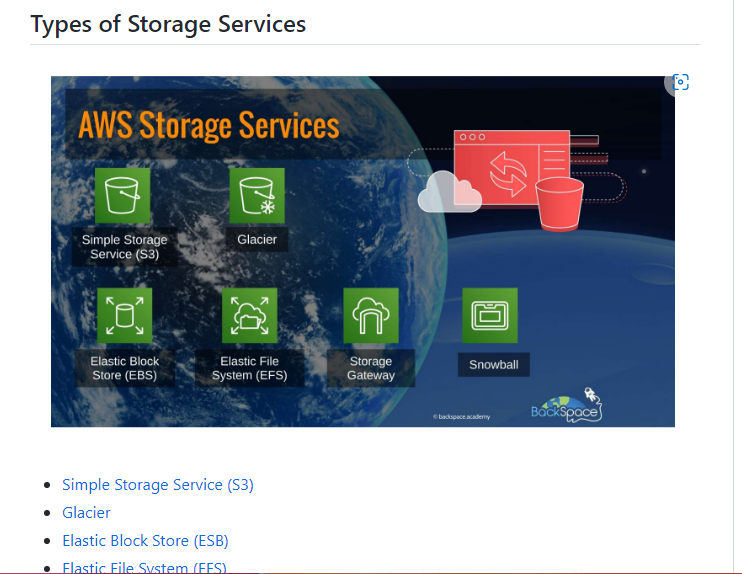 Types of Storage Services
AWS Storage Services
Simple Storage
Service (S3)
Glacier
Elastic Block
Store (EBS)
Elastic File
System (EFS)
Storage
Gateway
Snowball
© backspace.academy
BackSpace
Simple Storage Service (S3)
Glacier
Elastic Block Store (ESB)
Elastic File System (EFS)